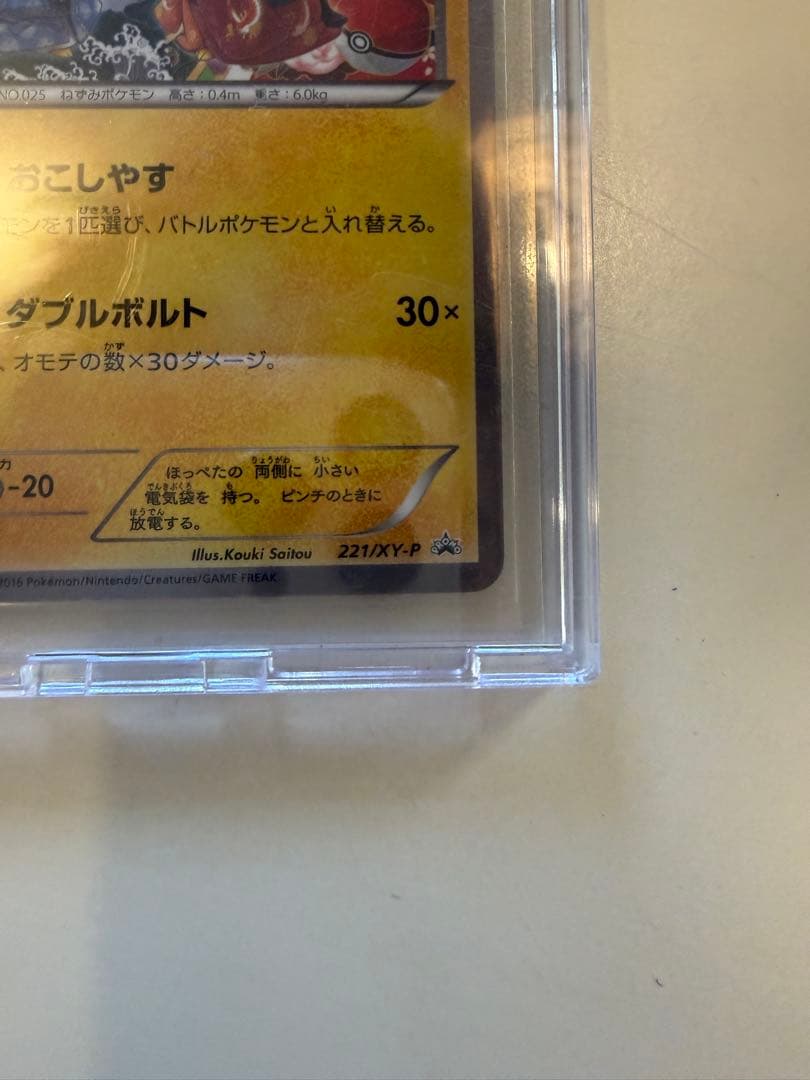 NO.025 ねずみポケモン 高さ：0.4m 重さ：6.0kg
おこしやす
モンを1匹選び、バトルポケモンと入れ替える。
ダブルボルト 30×
、オモテの数×30ダメージ。
力
-20
ほっぺたの 両側に 小さい
電気袋を 持つ。 ピンチのときに
放電する。
Illus.Kouki Saitou 221/XY-P PROMO
2016 Pokémon/Nintendo/Creatures/GAME FREAK